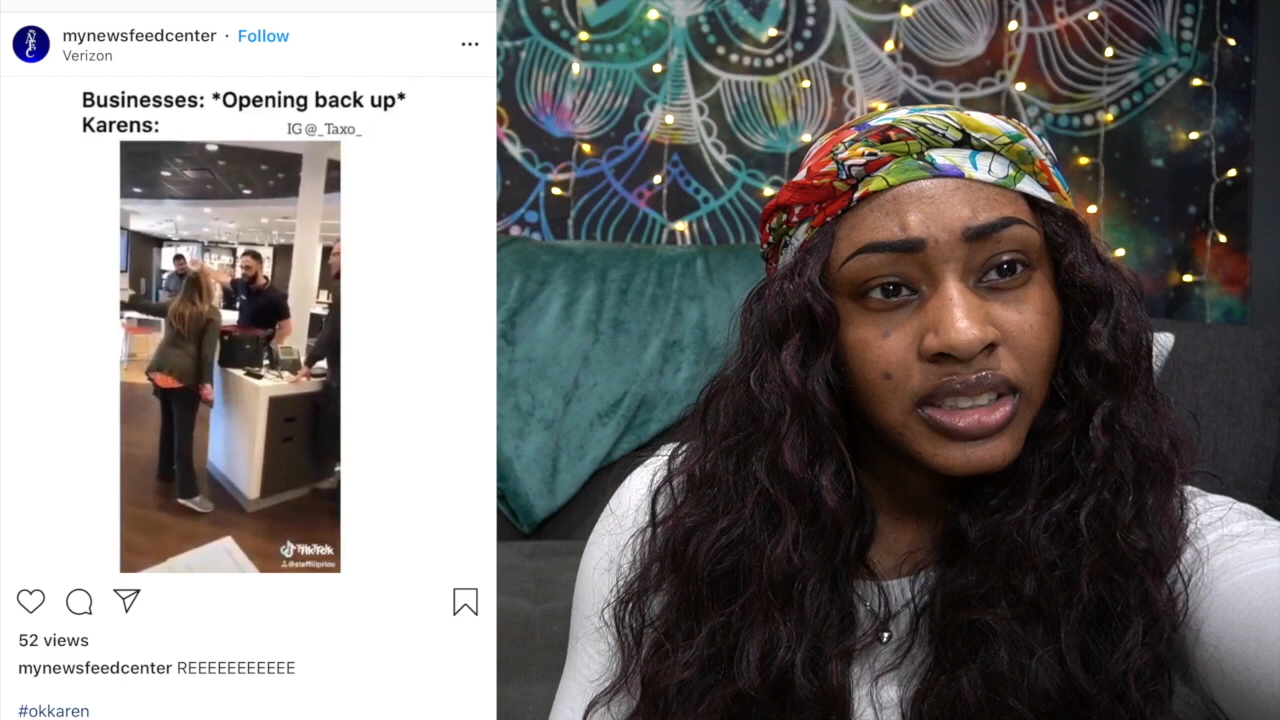 mynewsfeedcenter · Follow
Verizon
Businesses: *Opening back up*
Karens:
IG @_Taxo_
TikTok
52 views
mynewsfeedcenter REEEEEEEEEEE
#okkaren